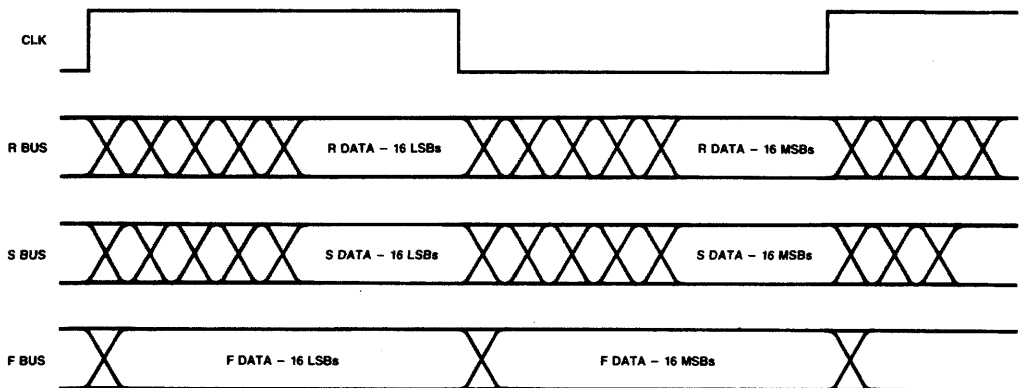 CLK
R BUS
R DATA – 16 LSBs
R DATA – 16 MSBs
S BUS
S DATA – 16 LSBs
S DATA – 16 MSBs
F BUS
F DATA – 16 LSBs
F DATA – 16 MSBs